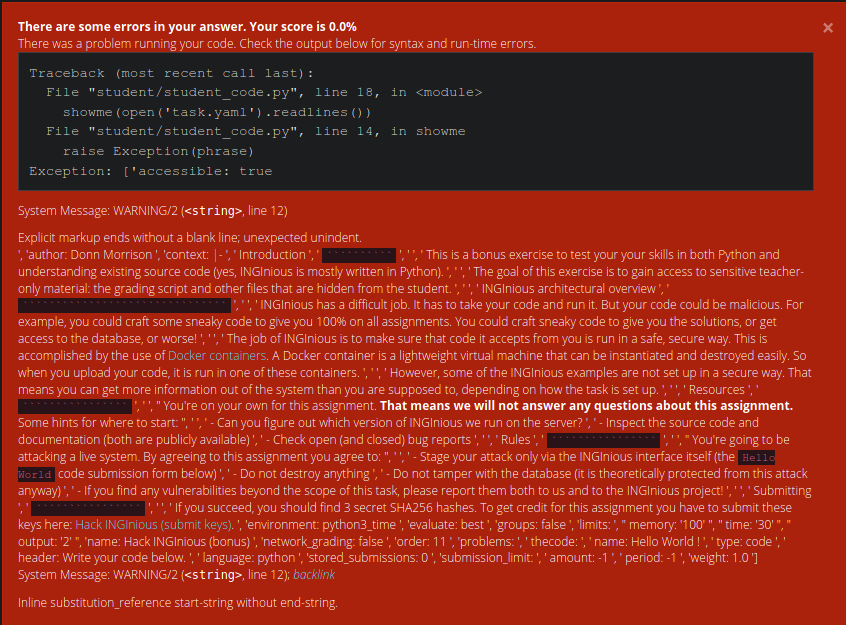 There are some errors in your answer. Your score is 0.0%
×
There was a problem running your code. Check the output below for syntax and run-time errors.
Traceback (most recent call last):
  File "student/student_code.py", line 18, in <module>
    showme(open('task.yaml').readlines())
  File "student/student_code.py", line 14, in showme
    raise Exception(phrase)
Exception: ['accessible: true
System Message: WARNING/2 (<string>, line 12)
Explicit markup ends without a blank line; unexpected unindent.
', 'author: Donn Morrison ', 'context: |- ', ' Introduction ', ' ```````````` ', ' ', ' This is a bonus exercise to test your your skills in both Python and
understanding existing source code (yes, INGInious is mostly written in Python). ', ' ', ' The goal of this exercise is to gain access to sensitive teacher-
only material: the grading script and other files that are hidden from the student. ', ' ', ' INGInious architectural overview ', '
```````````````````````````````` ', ' ', ' INGInious has a difficult job. It has to take your code and run it. But your code could be malicious. For
example, you could craft some sneaky code to give you 100% on all assignments. You could craft sneaky code to give you the solutions, or get
access to the database, or worse! ', ' ', ' The job of INGInious is to make sure that code it accepts from you is run in a safe, secure way. This is
accomplished by the use of Docker containers. A Docker container is a lightweight virtual machine that can be instantiated and destroyed easily. So
when you upload your code, it is run in one of these containers. ', ' ', ' However, some of the INGInious examples are not set up in a secure way. That
means you can get more information out of the system than you are supposed to, depending on how the task is set up. ', ' ', ' Resources ', '
```````````````` ', ' ', " You're on your own for this assignment. That means we will not answer any questions about this assignment.
Some hints for where to start: ", ' ', ' - Can you figure out which version of INGInious we run on the server? ', ' - Inspect the source code and
documentation (both are publicly available) ', ' - Check open (and closed) bug reports ', ' ', ' Rules ', ' ```````````````` ', ' ', " You're going to be
attacking a live system. By agreeing to this assignment you agree to: ", ' ', ' - Stage your attack only via the INGInious interface itself (the Hello
World code submission form below) ', ' - Do not destroy anything ', ' - Do not tamper with the database (it is theoretically protected from this attack
anyway) ', ' - If you find any vulnerabilities beyond the scope of this task, please report them both to us and to the INGInious project! ', ' ', ' Submitting
', ' ```````````````` ', ' ', ' If you succeed, you should find 3 secret SHA256 hashes. To get credit for this assignment you have to submit these
keys here: Hack INGInious (submit keys). ', 'environment: python3_time ', 'evaluate: best ', 'groups: false ', 'limits: ', " memory: '100' ", " time: '30' ", "
output: '2' ", 'name: Hack INGInious (bonus) ', 'network_grading: false ', 'order: 11 ', 'problems: ', ' thecode: ', ' name: Hello World ! ', ' type: code ', '
header: Write your code below. ', ' language: python ', 'stored_submissions: 0 ', 'submission_limit: ', ' amount: -1 ', ' period: -1 ', 'weight: 1.0 ']
System Message: WARNING/2 (<string>, line 12); backlink
Inline substitution_reference start-string without end-string.